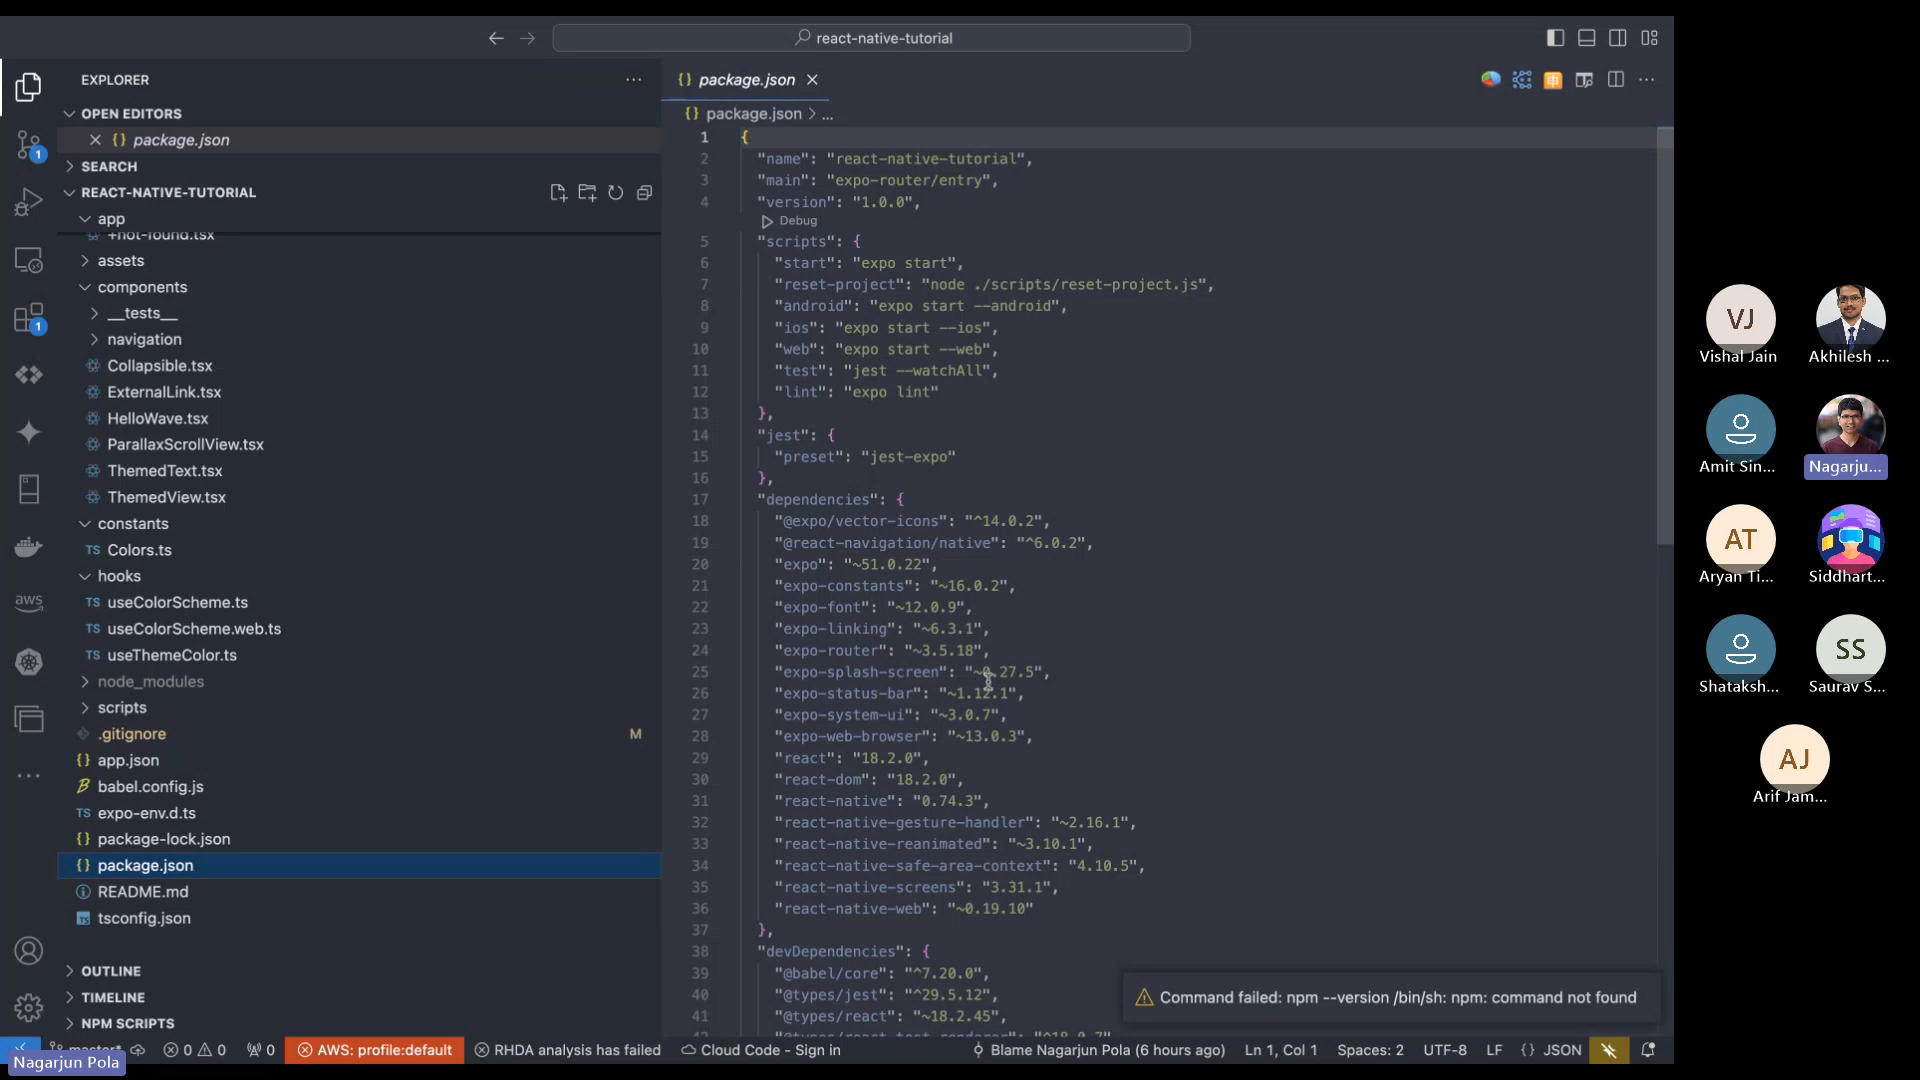 react-native-tutorial
EXPLORER
OPEN EDITORS
package.json
SEARCH
REACT-NATIVE-TUTORIAL
app
+not-found.tsx
assets
components
__tests__
navigation
Collapsible.tsx
ExternalLink.tsx
HelloWave.tsx
ParallaxScrollView.tsx
ThemedText.tsx
ThemedView.tsx
constants
TS Colors.ts
hooks
TS useColorScheme.ts
TS useColorScheme.web.ts
TS useThemeColor.ts
node_modules
scripts
.gitignore M
app.json
babel.config.js
TS expo-env.d.ts
package-lock.json
package.json
README.md
tsconfig.json
OUTLINE
TIMELINE
NPM SCRIPTS
1
1
aws
{} package.json
{} package.json > ...
1 {
2 "name": "react-native-tutorial",
3 "main": "expo-router/entry",
4 "version": "1.0.0",
Debug
5 "scripts": {
6 "start": "expo start",
7 "reset-project": "node ./scripts/reset-project.js",
8 "android": "expo start --android",
9 "ios": "expo start --ios",
10 "web": "expo start --web",
11 "test": "jest --watchAll",
12 "lint": "expo lint"
13 },
14 "jest": {
15 "preset": "jest-expo"
16 },
17 "dependencies": {
18 "@expo/vector-icons": "^14.0.2",
19 "@react-navigation/native": "^6.0.2",
20 "expo": "~51.0.22",
21 "expo-constants": "~16.0.2",
22 "expo-font": "~12.0.9",
23 "expo-linking": "~6.3.1",
24 "expo-router": "~3.5.18",
25 "expo-splash-screen": "~0.27.5",
26 "expo-status-bar": "~1.12.1",
27 "expo-system-ui": "~3.0.7",
28 "expo-web-browser": "~13.0.3",
29 "react": "18.2.0",
30 "react-dom": "18.2.0",
31 "react-native": "0.74.3",
32 "react-native-gesture-handler": "~2.16.1",
33 "react-native-reanimated": "~3.10.1",
34 "react-native-safe-area-context": "4.10.5",
35 "react-native-screens": "3.31.1",
36 "react-native-web": "~0.19.10"
37 },
38 "devDependencies": {
39 "@babel/core": "^7.20.0",
40 "@types/jest": "^29.5.12",
41 "@types/react": "~18.2.45",
42 "@types/react-test-renderer": "^18.0.7"
Command failed: npm --version /bin/sh: npm: command not found
master* 0 0 0 AWS: profile:default RHDA analysis has failed Cloud Code - Sign in Blame Nagarjun Pola (6 hours ago) Ln 1, Col 1 Spaces: 2 UTF-8 LF {} JSON
Nagarjun Pola
VJ
Vishal Jain
Akhilesh ...
Amit Sin...
Nagarju...
AT
Aryan Ti...
Siddhart...
Shataksh...
SS
Saurav S...
AJ
Arif Jam...